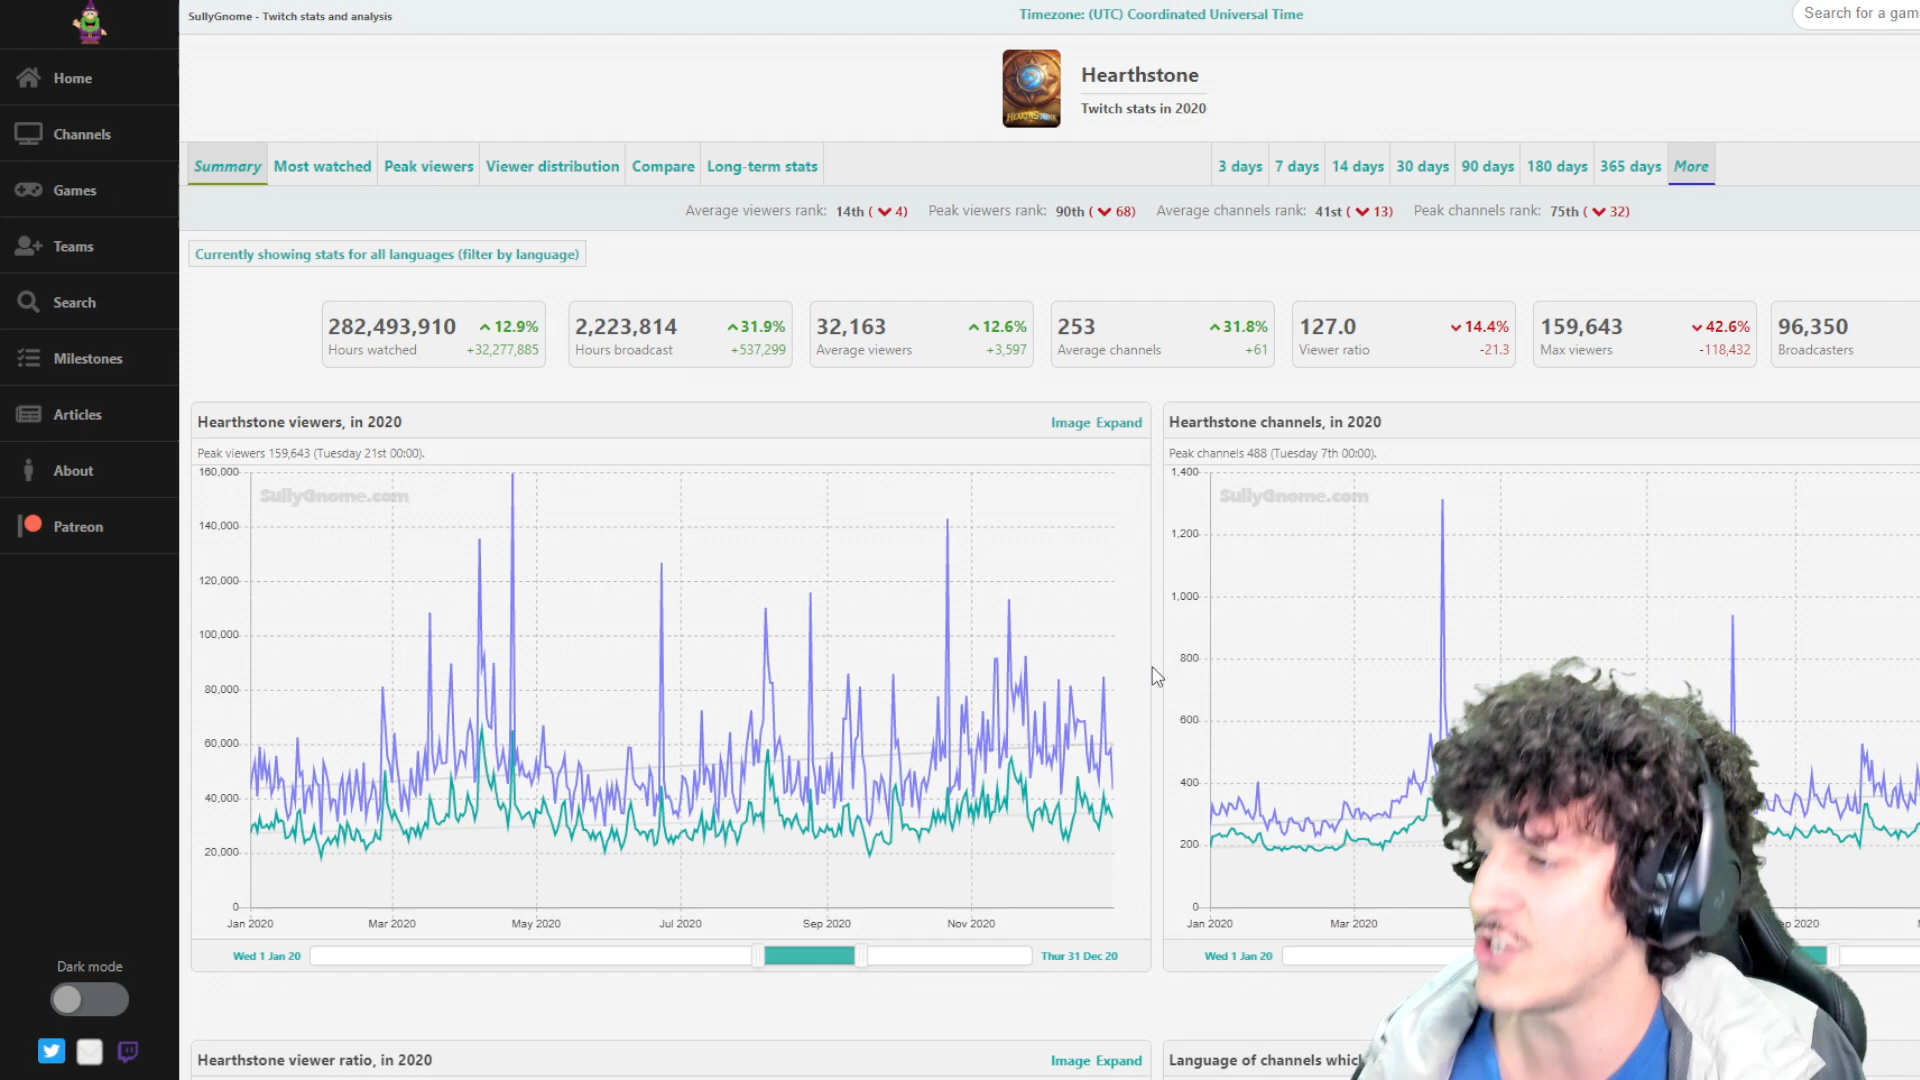 SullyGnome - Twitch stats and analysis
Timezone: (UTC) Coordinated Universal Time
Search for a gam
Home
Channels
Games
Teams
Search
Milestones
Articles
About
Patreon
Dark mode
HEARTHSTONE
Hearthstone
Twitch stats in 2020
Summary Most watched Peak viewers Viewer distribution Compare Long-term stats 3 days 7 days 14 days 30 days 90 days 180 days 365 days More
Average viewers rank: 14th ( 4) Peak viewers rank: 90th ( 68) Average channels rank: 41st ( 13) Peak channels rank: 75th ( 32)
Currently showing stats for all languages (filter by language)
282,493,910 12.9%
Hours watched +32,277,885
2,223,814 31.9%
Hours broadcast +537,299
32,163 12.6%
Average viewers +3,597
253 31.8%
Average channels +61
127.0 14.4%
Viewer ratio -21.3
159,643 42.6%
Max viewers -118,432
96,350
Broadcasters
Hearthstone viewers, in 2020 Image Expand
Peak viewers 159,643 (Tuesday 21st 00:00).
SullyGnome.com
160,000
140,000
120,000
100,000
80,000
60,000
40,000
20,000
0
Jan 2020 Mar 2020 May 2020 Jul 2020 Sep 2020 Nov 2020
Wed 1 Jan 20 Thur 31 Dec 20
Hearthstone channels, in 2020
Peak channels 488 (Tuesday 7th 00:00).
SullyGnome.com
1,400
1,200
1,000
800
600
400
200
0
Jan 2020 Mar 2020 2020
Wed 1 Jan 20
Hearthstone viewer ratio, in 2020 Image Expand
Language of channels whic